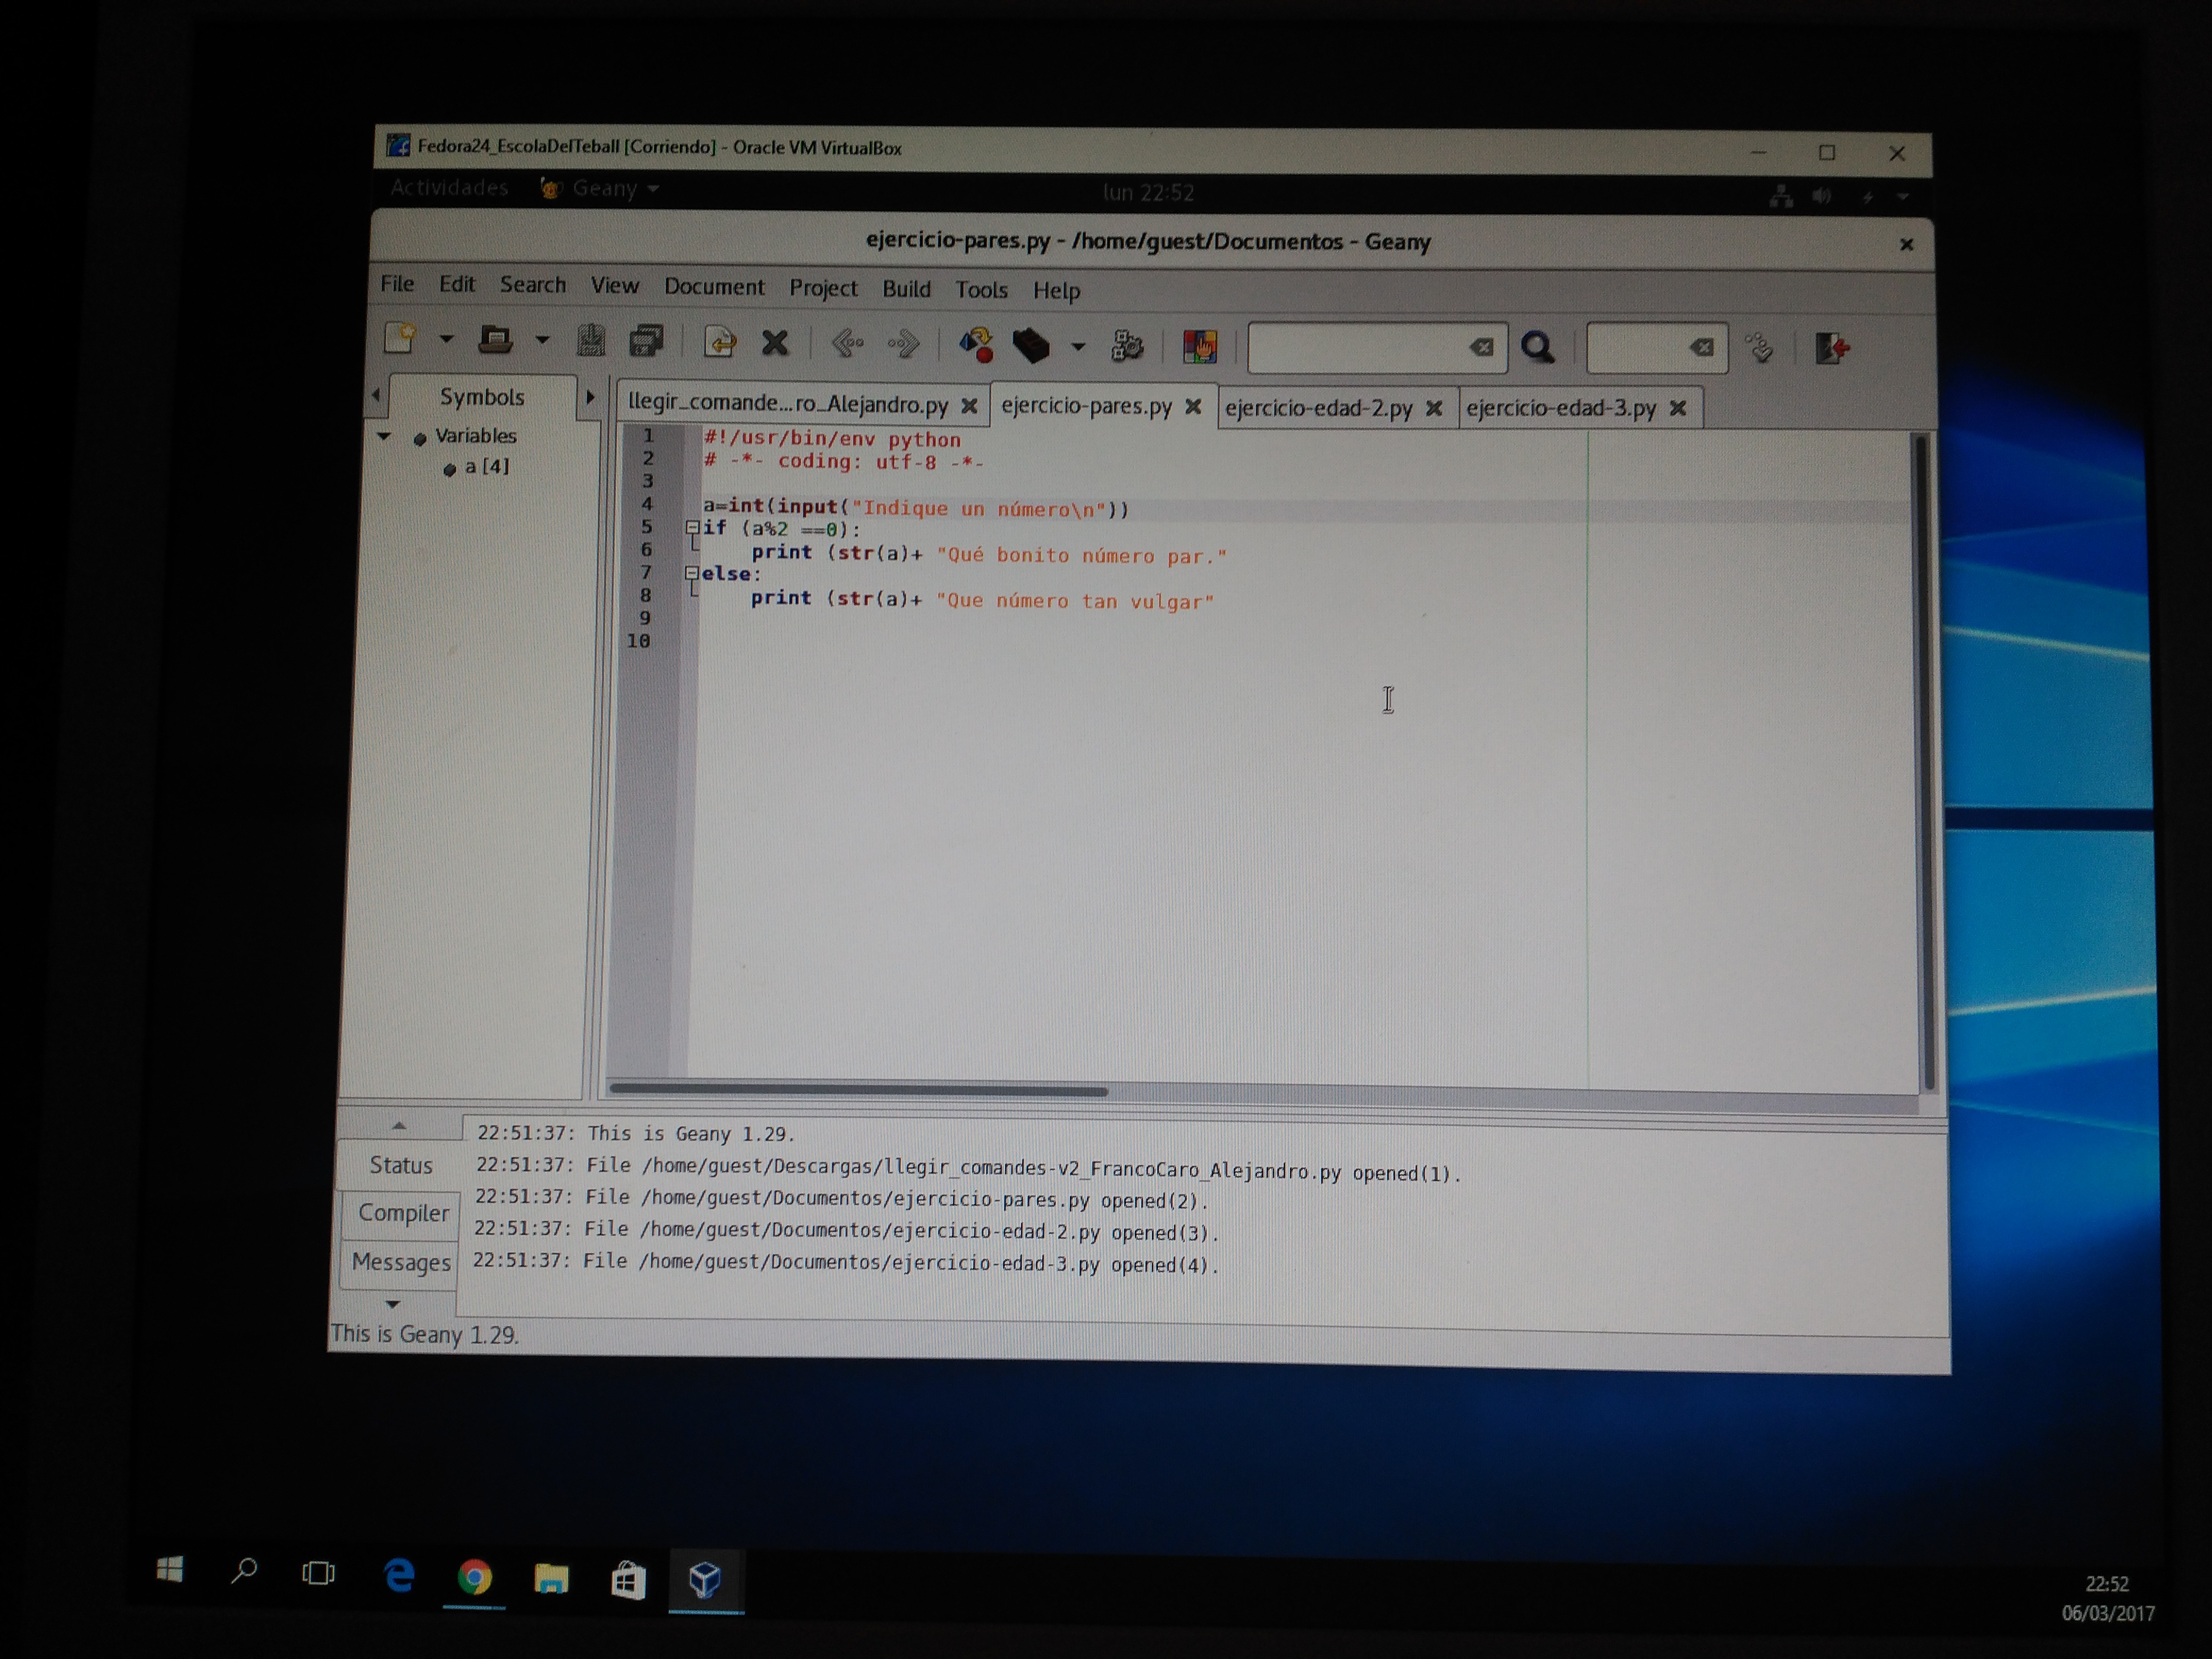 Fedora24_EscolaDelTeball [Corriendo] - Oracle VM VirtualBox
Actividades Geany lun 22:52
ejercicio-pares.py - /home/guest/Documentos - Geany
File Edit Search View Document Project Build Tools Help
Symbols
llegir_comande...ro_Alejandro.py ejercicio-pares.py ejercicio-edad-2.py ejercicio-edad-3.py
Variables
a [4]
1 #!/usr/bin/env python
2 # -*- coding: utf-8 -*-
3
4 a=int(input("Indique un número\n"))
5 if (a%2 ==0):
6 print (str(a)+ "Qué bonito número par."
7 else:
8 print (str(a)+ "Que número tan vulgar"
9
10
Status
Compiler
Messages
22:51:37: This is Geany 1.29.
22:51:37: File /home/guest/Descargas/llegir_comandes-v2_FrancoCaro_Alejandro.py opened(1).
22:51:37: File /home/guest/Documentos/ejercicio-pares.py opened(2).
22:51:37: File /home/guest/Documentos/ejercicio-edad-2.py opened(3).
22:51:37: File /home/guest/Documentos/ejercicio-edad-3.py opened(4).
This is Geany 1.29.
22:52
06/03/2017